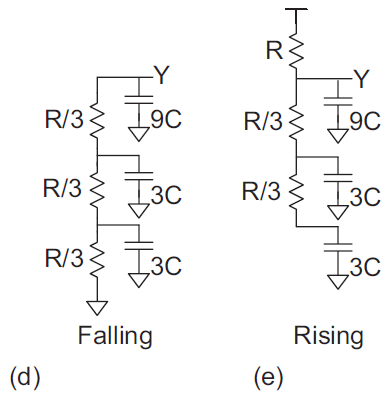 Y
R/3
9C
R/3
3C
R/3
3C
Falling
(d)
R
Y
R/3
9C
R/3
3C
3C
Rising
(e)